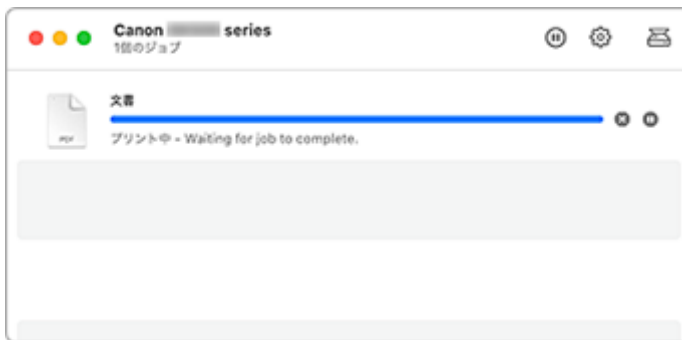 Canon series
1個のジョブ
文書
PDF
プリント中 - Waiting for job to complete.